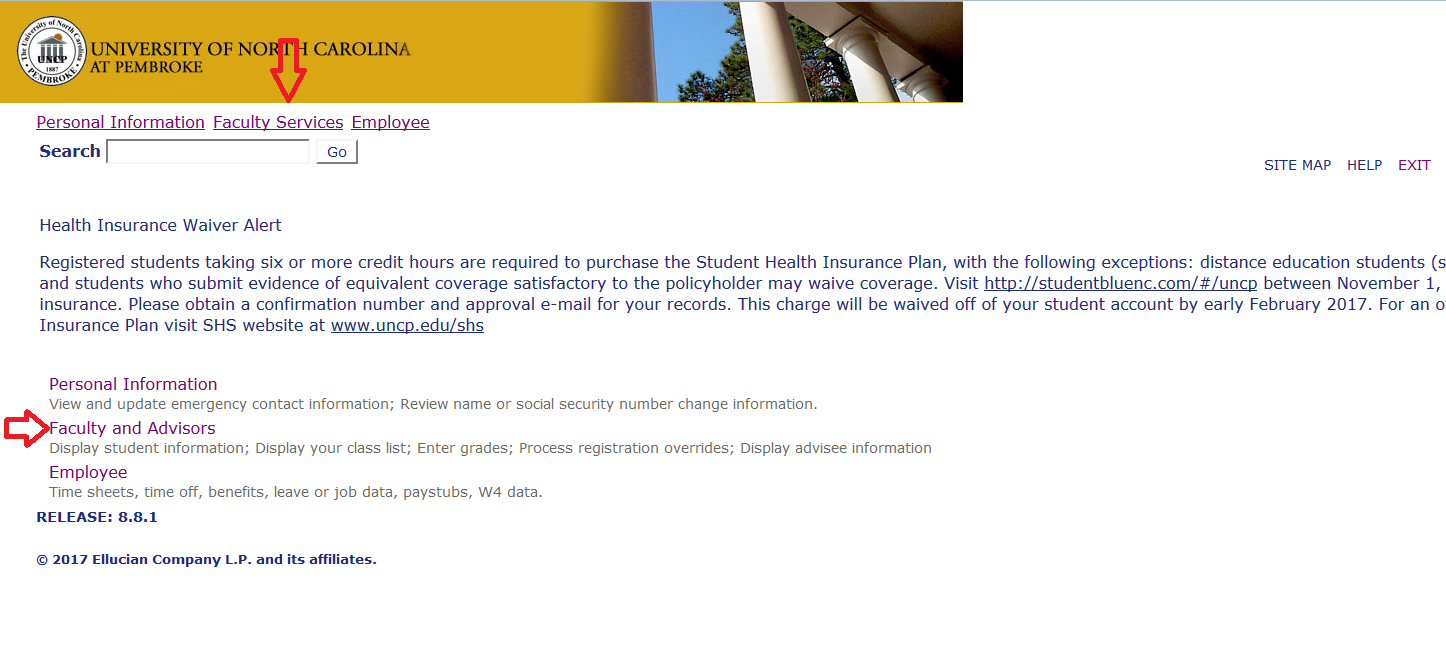 The University of North Carolina
UNCP
1887
PEMBROKE
UNIVERSITY OF NORTH CAROLINA
AT PEMBROKE
Personal Information Faculty Services Employee
Search Go
SITE MAP HELP EXIT
Health Insurance Waiver Alert
Registered students taking six or more credit hours are required to purchase the Student Health Insurance Plan, with the following exceptions: distance education students (s
and students who submit evidence of equivalent coverage satisfactory to the policyholder may waive coverage. Visit http://studentbluenc.com/#/uncp between November 1,
insurance. Please obtain a confirmation number and approval e-mail for your records. This charge will be waived off of your student account by early February 2017. For an o
Insurance Plan visit SHS website at www.uncp.edu/shs
Personal Information
View and update emergency contact information; Review name or social security number change information.
Faculty and Advisors
Display student information; Display your class list; Enter grades; Process registration overrides; Display advisee information
Employee
Time sheets, time off, benefits, leave or job data, paystubs, W4 data.
RELEASE: 8.8.1
© 2017 Ellucian Company L.P. and its affiliates.